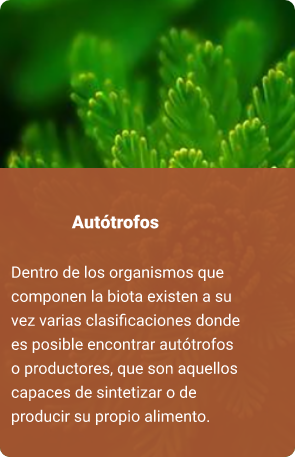 Autótrofos
Dentro de los organismos que
componen la biota existen a su
vez varias clasificaciones donde
es posible encontrar autótrofos
o productores, que son aquellos
capaces de sintetizar o de
producir su propio alimento.